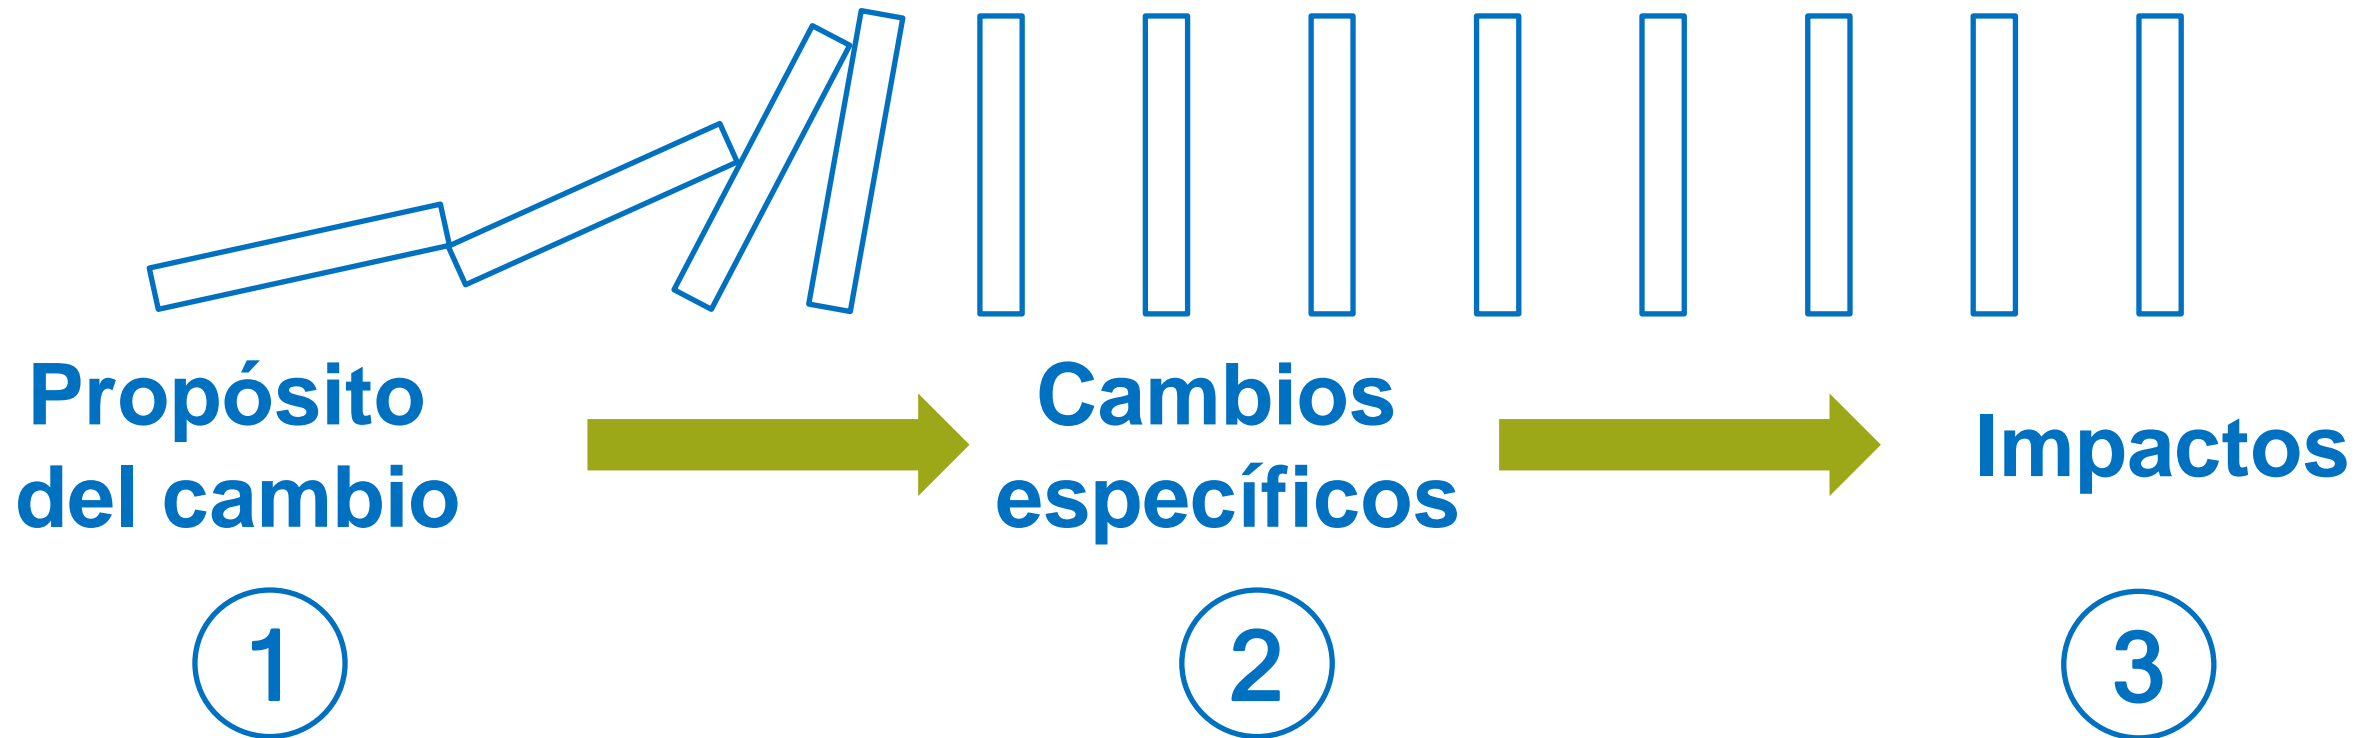 Propósito
del cambio
Cambios
específicos
Impactos
1
2
3